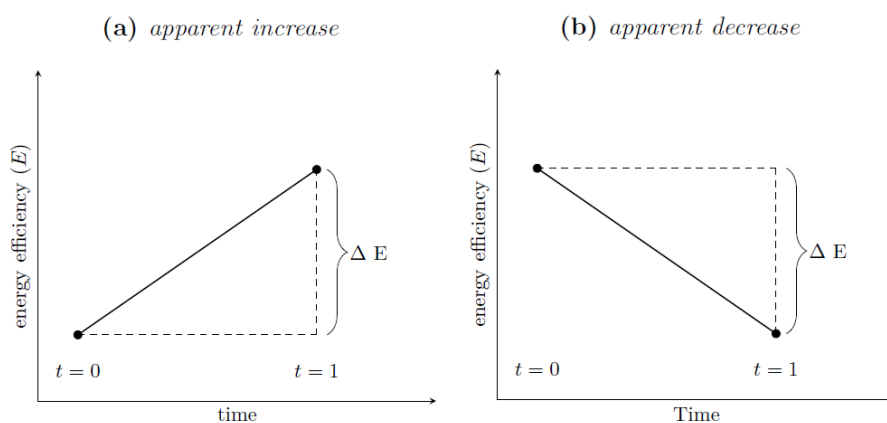 (a) apparent increase
energy efficiency (E)
Δ E
t = 0
t = 1
time
(b) apparent decrease
energy efficiency (E)
Δ E
t = 0
t = 1
Time